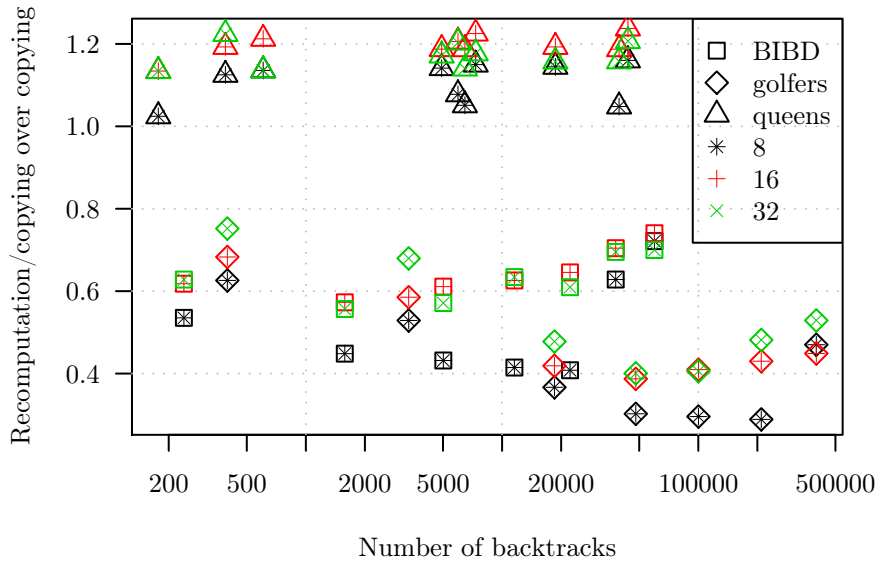 Recomputation/copying over copying
1.2
1.0
0.8
0.6
0.4
BIBD
golfers
queens
8
16
32
200 500 2000 5000 20000 100000 500000
Number of backtracks